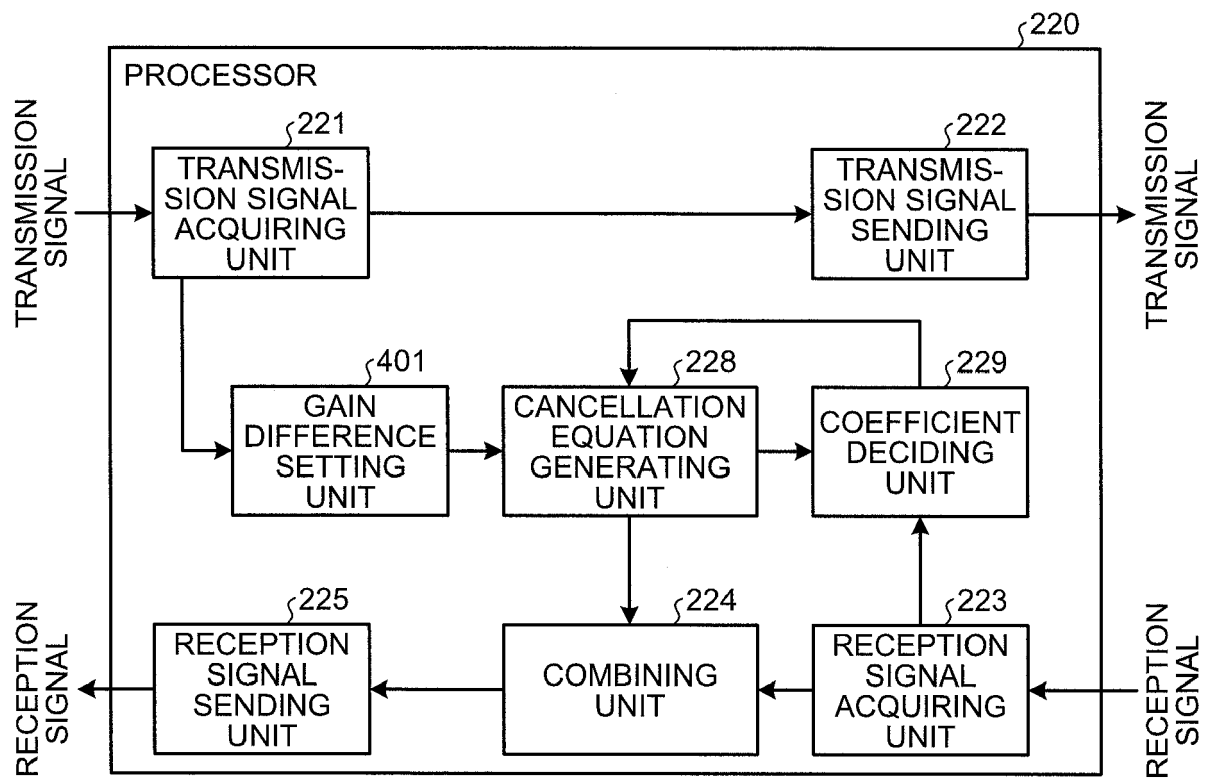 220
PROCESSOR
TRANSMISSION
SIGNAL
221
TRANSMIS-
SION SIGNAL
ACQUIRING
UNIT
222
TRANSMIS-
SION SIGNAL
SENDING
UNIT
TRANSMISSION
SIGNAL
401
GAIN
DIFFERENCE
SETTING
UNIT
228
CANCELLATION
EQUATION
GENERATING
UNIT
229
COEFFICIENT
DECIDING
UNIT
RECEPTION
SIGNAL
225
RECEPTION
SIGNAL
SENDING
UNIT
224
COMBINING
UNIT
223
RECEPTION
SIGNAL
ACQUIRING
UNIT
RECEPTION
SIGNAL